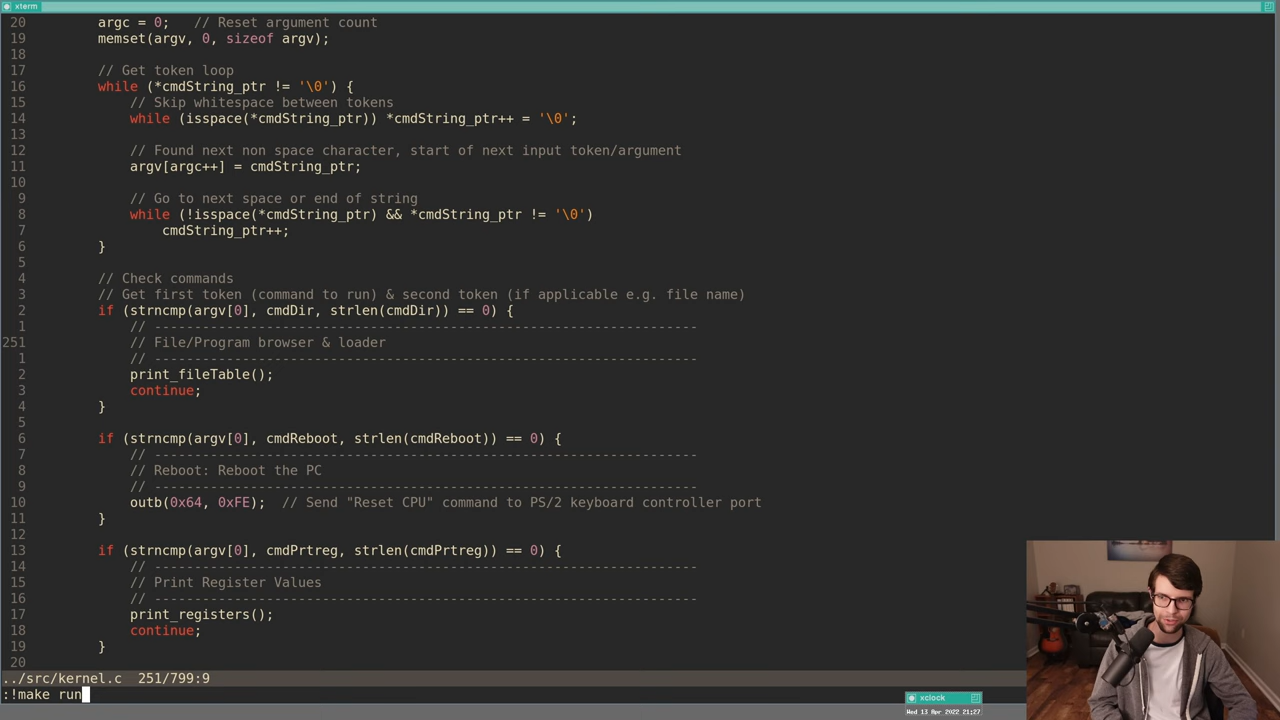 xterm
20         argc = 0;   // Reset argument count
19         memset(argv, 0, sizeof argv);
18
17         // Get token loop
16         while (*cmdString_ptr != '\0') {
15             // Skip whitespace between tokens
14             while (isspace(*cmdString_ptr)) *cmdString_ptr++ = '\0';
13
12             // Found next non space character, start of next input token/argument
11             argv[argc++] = cmdString_ptr;
10
9             // Go to next space or end of string
8             while (!isspace(*cmdString_ptr) && *cmdString_ptr != '\0')
7                 cmdString_ptr++;
6         }
5
4         // Check commands
3         // Get first token (command to run) & second token (if applicable e.g. file name)
2         if (strncmp(argv[0], cmdDir, strlen(cmdDir)) == 0) {
1             // --------------------------------------------------------------------
251             // File/Program browser & loader
1             // --------------------------------------------------------------------
2             print_fileTable();
3             continue;
4         }
5
6         if (strncmp(argv[0], cmdReboot, strlen(cmdReboot)) == 0) {
7             // --------------------------------------------------------------------
8             // Reboot: Reboot the PC
9             // --------------------------------------------------------------------
10             outb(0x64, 0xFE);  // Send "Reset CPU" command to PS/2 keyboard controller port
11         }
12
13         if (strncmp(argv[0], cmdPrtreg, strlen(cmdPrtreg)) == 0) {
14             // --------------------------------------------------------------------
15             // Print Register Values
16             // --------------------------------------------------------------------
17             print_registers();
18             continue;
19         }
20
../src/kernel.c  251/799:9
:!make run
xclock
Wed 13 Apr 2022 21:27